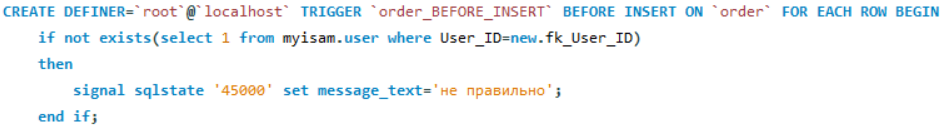 CREATE DEFINER=`root`@`localhost` TRIGGER `order_BEFORE_INSERT` BEFORE INSERT ON `order` FOR EACH ROW BEGIN
if not exists(select 1 from myisam.user where User_ID=new.fk_User_ID)
then
signal sqlstate '45000' set message_text='не правильно';
end if;